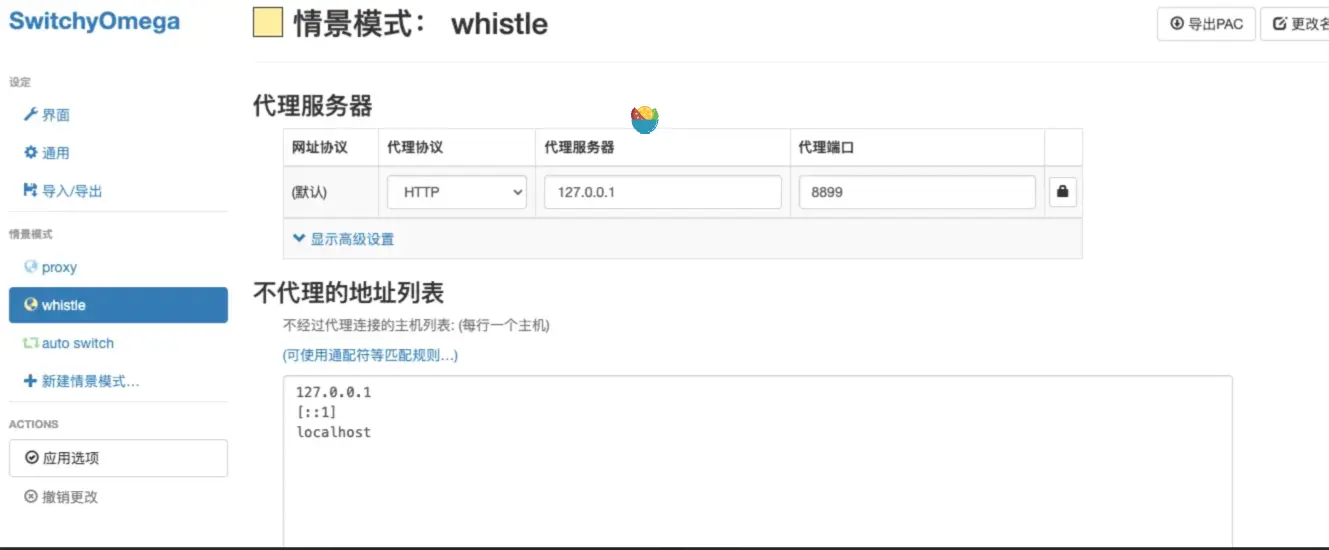 SwitchyOmega
设定
界面
通用
导入/导出
情景模式
proxy
whistle
auto switch
新建情景模式...
ACTIONS
应用选项
撤销更改
情景模式: whistle
导出PAC
更改名
代理服务器
网址协议 代理协议 代理服务器 代理端口
(默认) HTTP 127.0.0.1 8899
显示高级设置
不代理的地址列表
不经过代理连接的主机列表: (每行一个主机)
(可使用通配符等匹配规则...)
127.0.0.1
[::1]
localhost